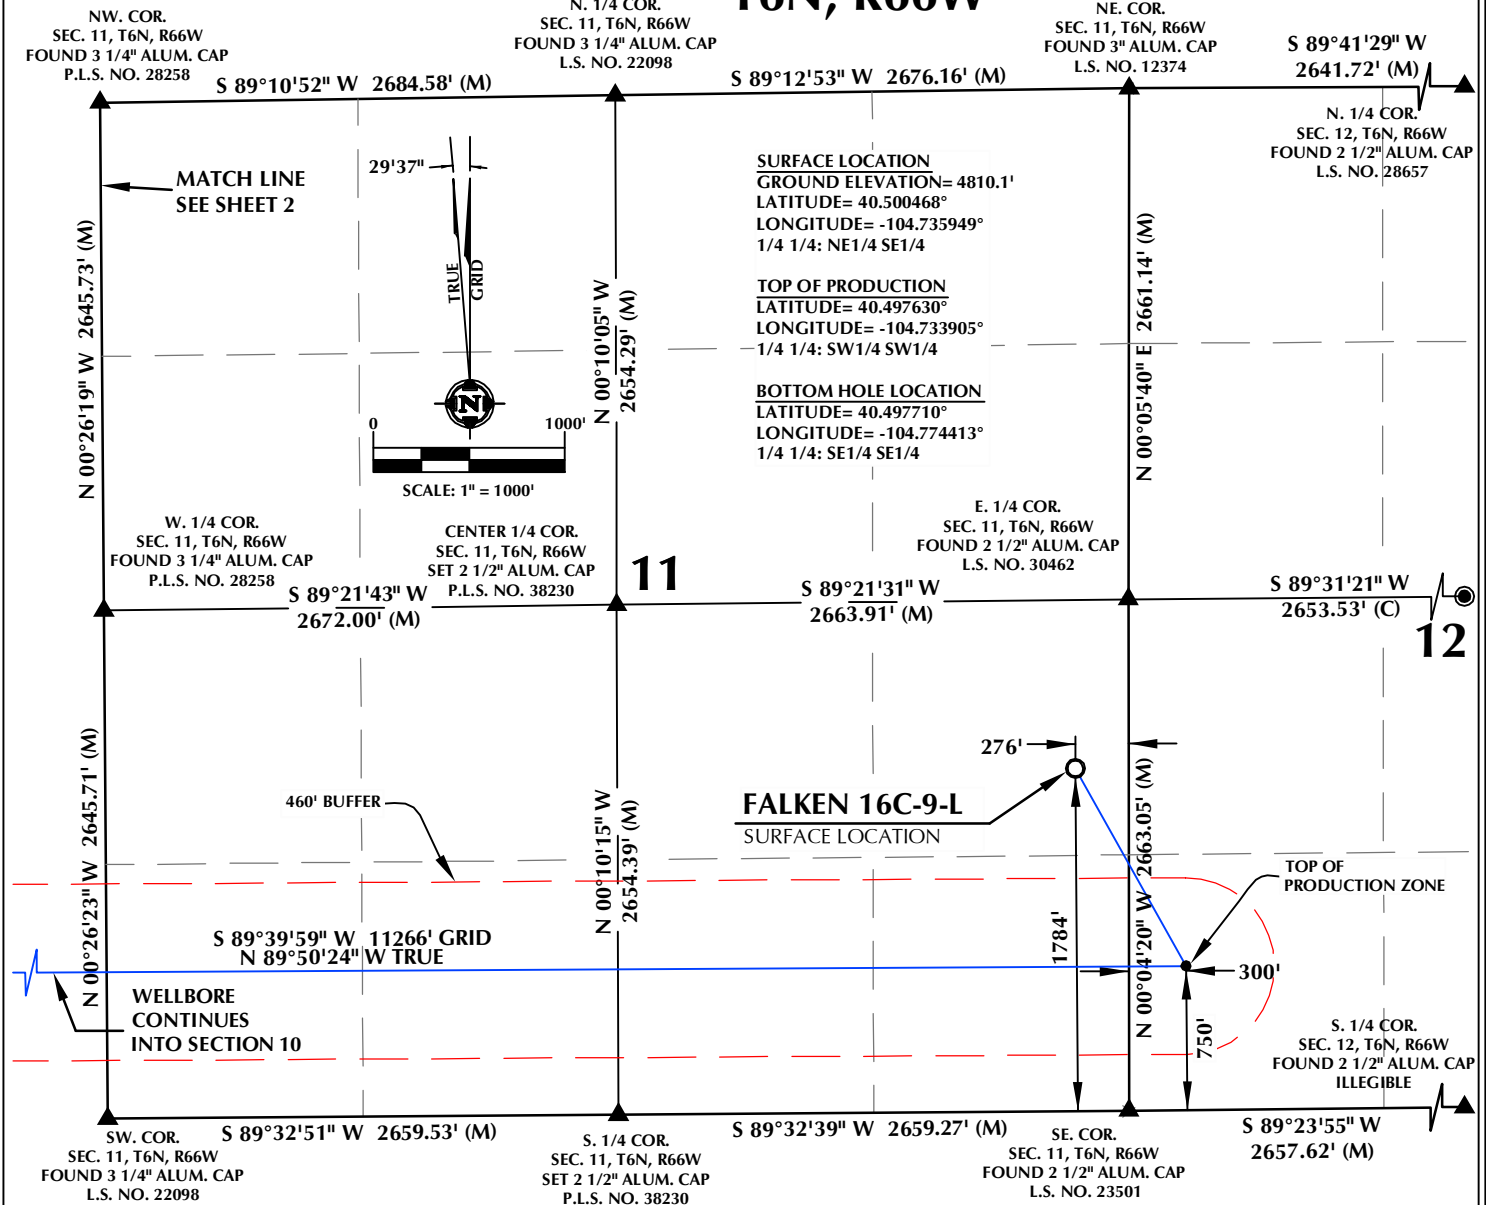 T6N, R66W
NW. COR.
SEC. 11, T6N, R66W
FOUND 3 1/4" ALUM. CAP
P.L.S. NO. 28258
N. 1/4 COR.
SEC. 11, T6N, R66W
FOUND 3 1/4" ALUM. CAP
L.S. NO. 22098
NE. COR.
SEC. 11, T6N, R66W
FOUND 3" ALUM. CAP
L.S. NO. 12374
S 89°41'29" W
2641.72' (M)
S 89°10'52" W 2684.58' (M)
S 89°12'53" W 2676.16' (M)
N. 1/4 COR.
SEC. 12, T6N, R66W
FOUND 2 1/2" ALUM. CAP
L.S. NO. 28657
MATCH LINE
SEE SHEET 2
29'37"
TRUE
GRID
N
0 1000'
SCALE: 1" = 1000'
SURFACE LOCATION
GROUND ELEVATION= 4810.1'
LATITUDE= 40.500468°
LONGITUDE= -104.735949°
1/4 1/4: NE1/4 SE1/4
TOP OF PRODUCTION
LATITUDE= 40.497630°
LONGITUDE= -104.733905°
1/4 1/4: SW1/4 SW1/4
BOTTOM HOLE LOCATION
LATITUDE= 40.497710°
LONGITUDE= -104.774413°
1/4 1/4: SE1/4 SE1/4
N 00°26'19" W 2645.73' (M)
N 00°10'05" W
2654.29' (M)
N 00°05'40" E 2661.14' (M)
W. 1/4 COR.
SEC. 11, T6N, R66W
FOUND 3 1/4" ALUM. CAP
P.L.S. NO. 28258
CENTER 1/4 COR.
SEC. 11, T6N, R66W
SET 2 1/2" ALUM. CAP
P.L.S. NO. 38230
11
E. 1/4 COR.
SEC. 11, T6N, R66W
FOUND 2 1/2" ALUM. CAP
L.S. NO. 30462
S 89°21'43" W
2672.00' (M)
S 89°21'31" W
2663.91' (M)
S 89°31'21" W
2653.53' (C)
12
N 00°26'23" W 2645.71' (M)
N 00°10'15" W
2654.39' (M)
N 00°04'20" W 2663.05' (M)
276'
460' BUFFER
FALKEN 16C-9-L
SURFACE LOCATION
TOP OF
PRODUCTION ZONE
1784'
S 89°39'59" W 11266' GRID
N 89°50'24" W TRUE
300'
750'
WELLBORE
CONTINUES
INTO SECTION 10
S. 1/4 COR.
SEC. 12, T6N, R66W
FOUND 2 1/2" ALUM. CAP
ILLEGIBLE
SW. COR.
SEC. 11, T6N, R66W
FOUND 3 1/4" ALUM. CAP
L.S. NO. 22098
S 89°32'51" W 2659.53' (M)
S. 1/4 COR.
SEC. 11, T6N, R66W
SET 2 1/2" ALUM. CAP
P.L.S. NO. 38230
S 89°32'39" W 2659.27' (M)
SE. COR.
SEC. 11, T6N, R66W
FOUND 2 1/2" ALUM. CAP
L.S. NO. 23501
S 89°23'55" W
2657.62' (M)